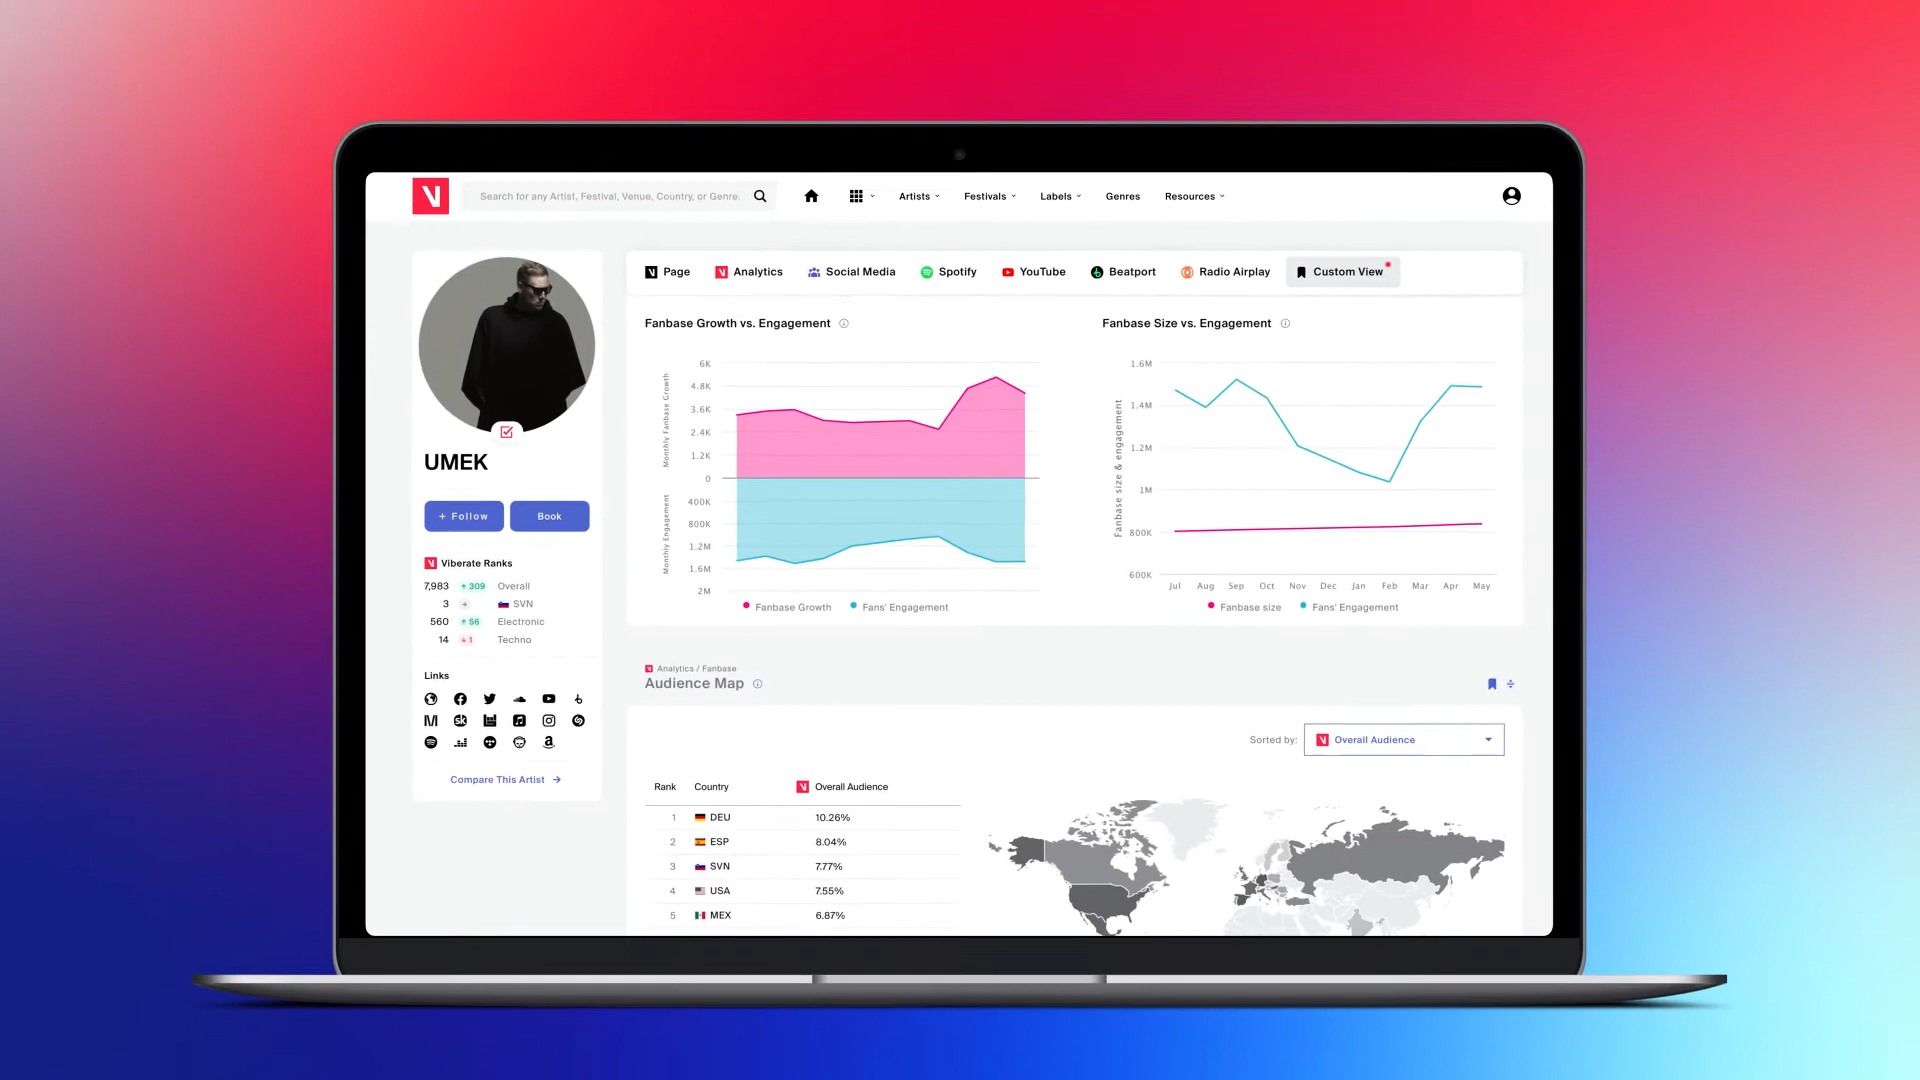 Search for any Artist, Festival, Venue, Country, or Genre.
Artists
Festivals
Labels
Genres
Resources
UMEK
+ Follow
Book
Viberate Ranks
7,983 309 Overall
3 SVN
560 56 Electronic
14 1 Techno
Links
Compare This Artist
Page
Analytics
Social Media
Spotify
YouTube
Beatport
Radio Airplay
Custom View
Fanbase Growth vs. Engagement
Monthly Fanbase Growth
Monthly Engagement
6K
4.8K
3.6K
2.4K
1.2K
0
400K
800K
1.2M
1.6M
2M
Fanbase Growth
Fans' Engagement
Fanbase Size vs. Engagement
Fanbase size & engagement
1.6M
1.4M
1.2M
1M
800K
600K
Jul Aug Sep Oct Nov Dec Jan Feb Mar Apr May
Fanbase size
Fans' Engagement
Analytics / Fanbase
Audience Map
Sorted by: Overall Audience
Rank Country Overall Audience
1 DEU 10.26%
2 ESP 8.04%
3 SVN 7.77%
4 USA 7.55%
5 MEX 6.87%